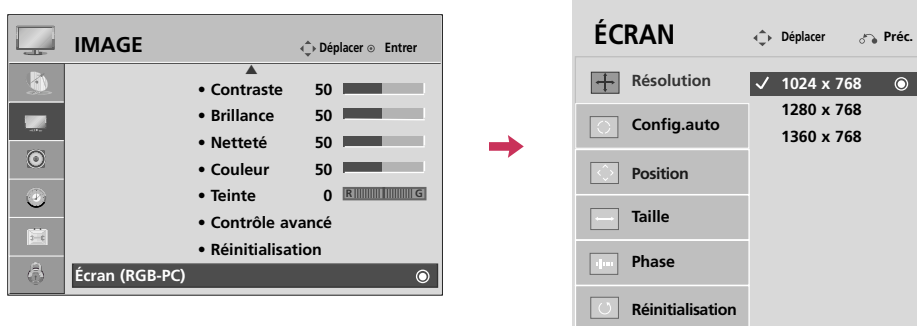 IMAGE
Déplacer Entrer
• Contraste 50
• Brillance 50
• Netteté 50
• Couleur 50
• Teinte 0 R G
• Contrôle avancé
• Réinitialisation
Écran (RGB-PC)
ÉCRAN
Déplacer Préc.
Résolution
Config.auto
Position
Taille
Phase
Réinitialisation
✓ 1024 x 768
1280 x 768
1360 x 768